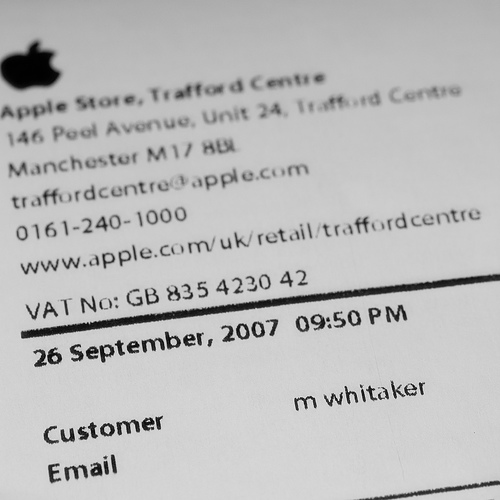 Apple Store, Trafford Centre
146 Peel Avenue, Unit 24, Trafford Centre
Manchester M17 8BL
traffordcentre@apple.com
0161-240-1000
www.apple.com/uk/retail/traffordcentre
VAT No: GB 835 4230 42
26 September, 2007 09:50 PM
Customer m whitaker
Email